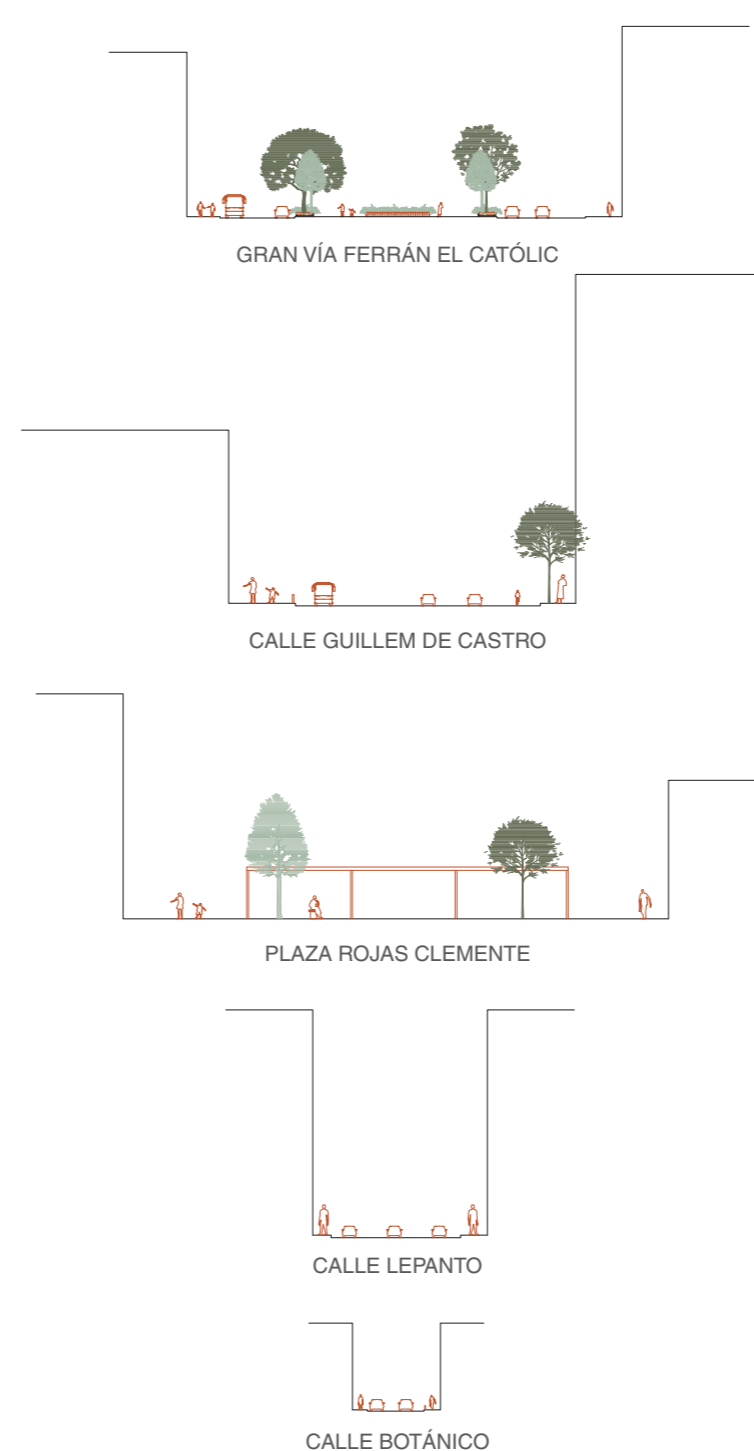 GRAN VÍA FERRÁN EL CATÓLIC
CALLE GUILLEM DE CASTRO
PLAZA ROJAS CLEMENTE
CALLE LEPANTO
CALLE BOTÁNICO